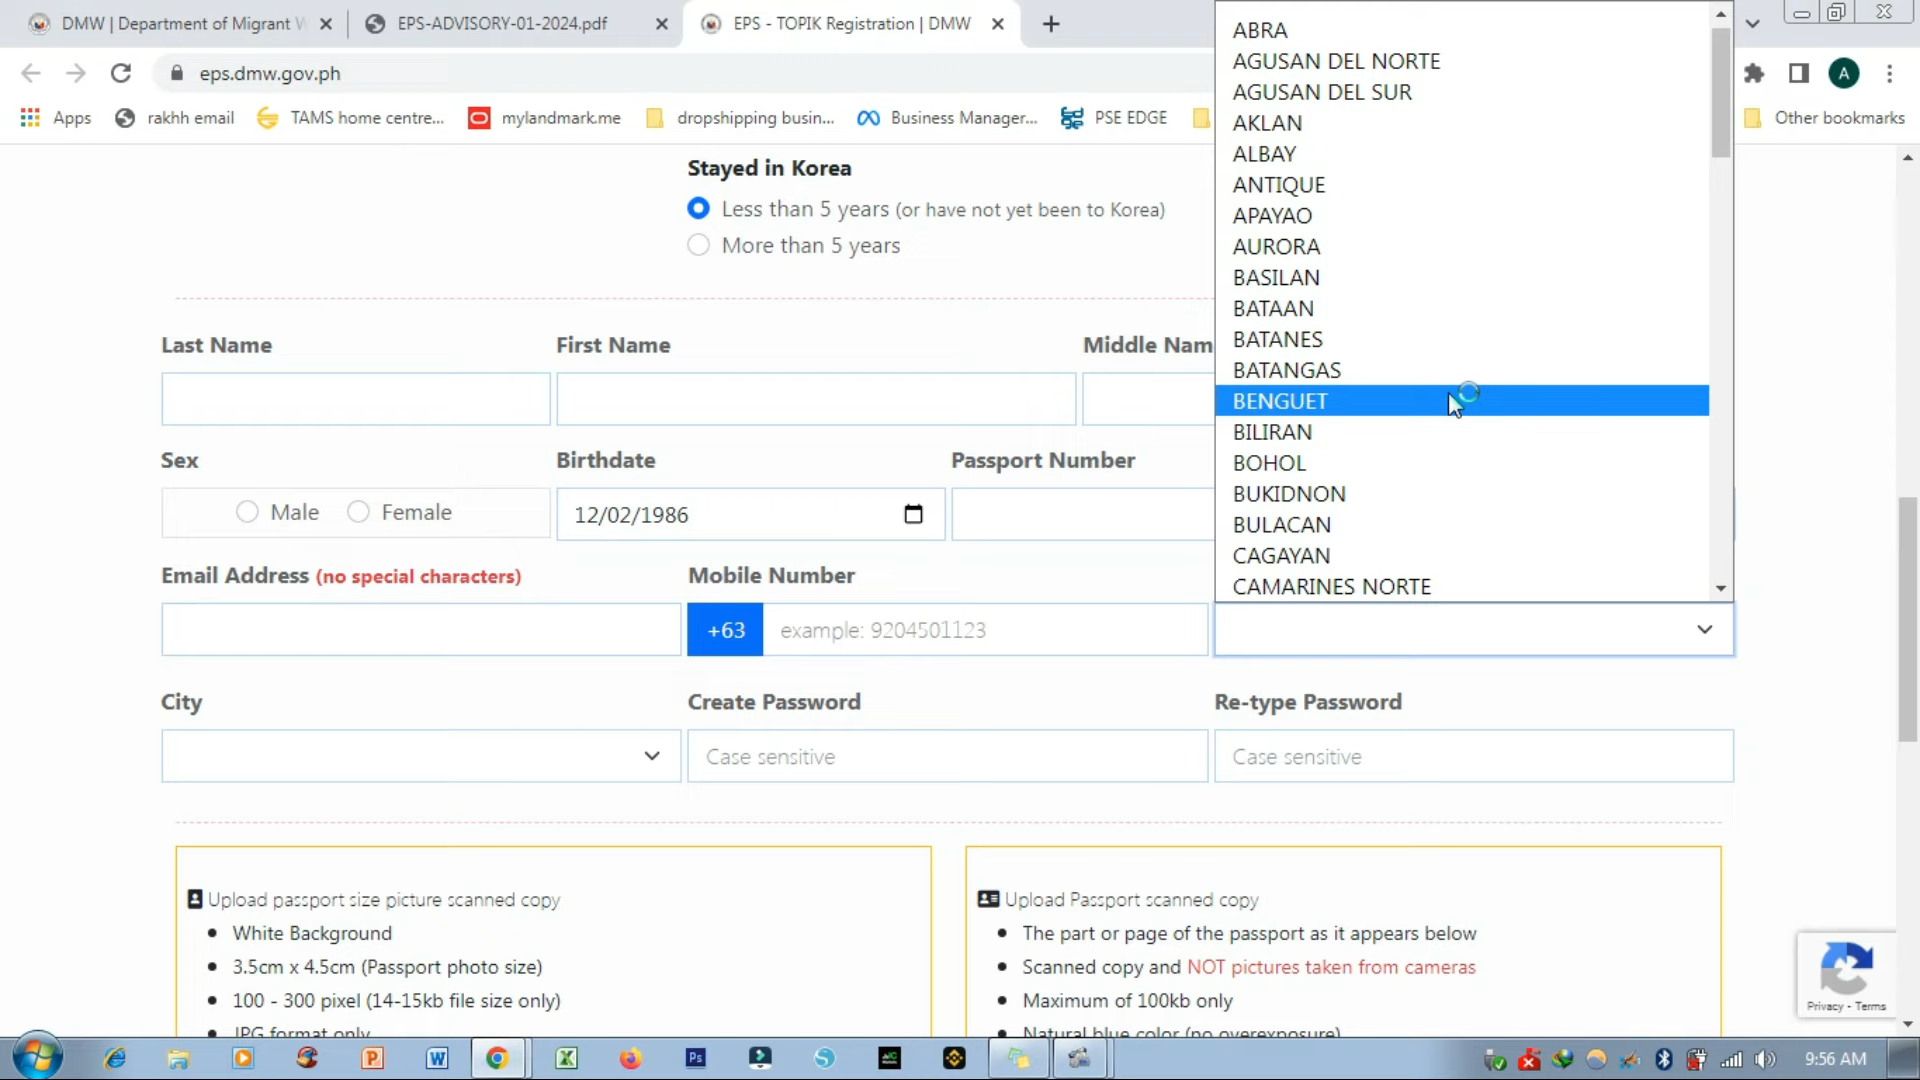 DMW | Department of Migrant W
EPS-ADVISORY-01-2024.pdf
EPS - TOPIK Registration | DMW
eps.dmw.gov.ph
A
Apps
rakhh email
TAMS home centre...
mylandmark.me
dropshipping busin...
Business Manager...
PSE EDGE
Other bookmarks
Stayed in Korea
Less than 5 years (or have not yet been to Korea)
More than 5 years
ABRA
AGUSAN DEL NORTE
AGUSAN DEL SUR
AKLAN
ALBAY
ANTIQUE
APAYAO
AURORA
BASILAN
BATAAN
BATANES
BATANGAS
BENGUET
BILIRAN
BOHOL
BUKIDNON
BULACAN
CAGAYAN
CAMARINES NORTE
Last Name
First Name
Middle Nam
Sex
Birthdate
Passport Number
Male
Female
12/02/1986
Email Address (no special characters)
Mobile Number
+63
example: 9204501123
City
Create Password
Re-type Password
Case sensitive
Case sensitive
Upload passport size picture scanned copy
White Background
3.5cm x 4.5cm (Passport photo size)
100 - 300 pixel (14-15kb file size only)
JPG format only
Upload Passport scanned copy
The part or page of the passport as it appears below
Scanned copy and NOT pictures taken from cameras
Maximum of 100kb only
Natural blue color (no overexposure)
Privacy - Terms
9:56 AM